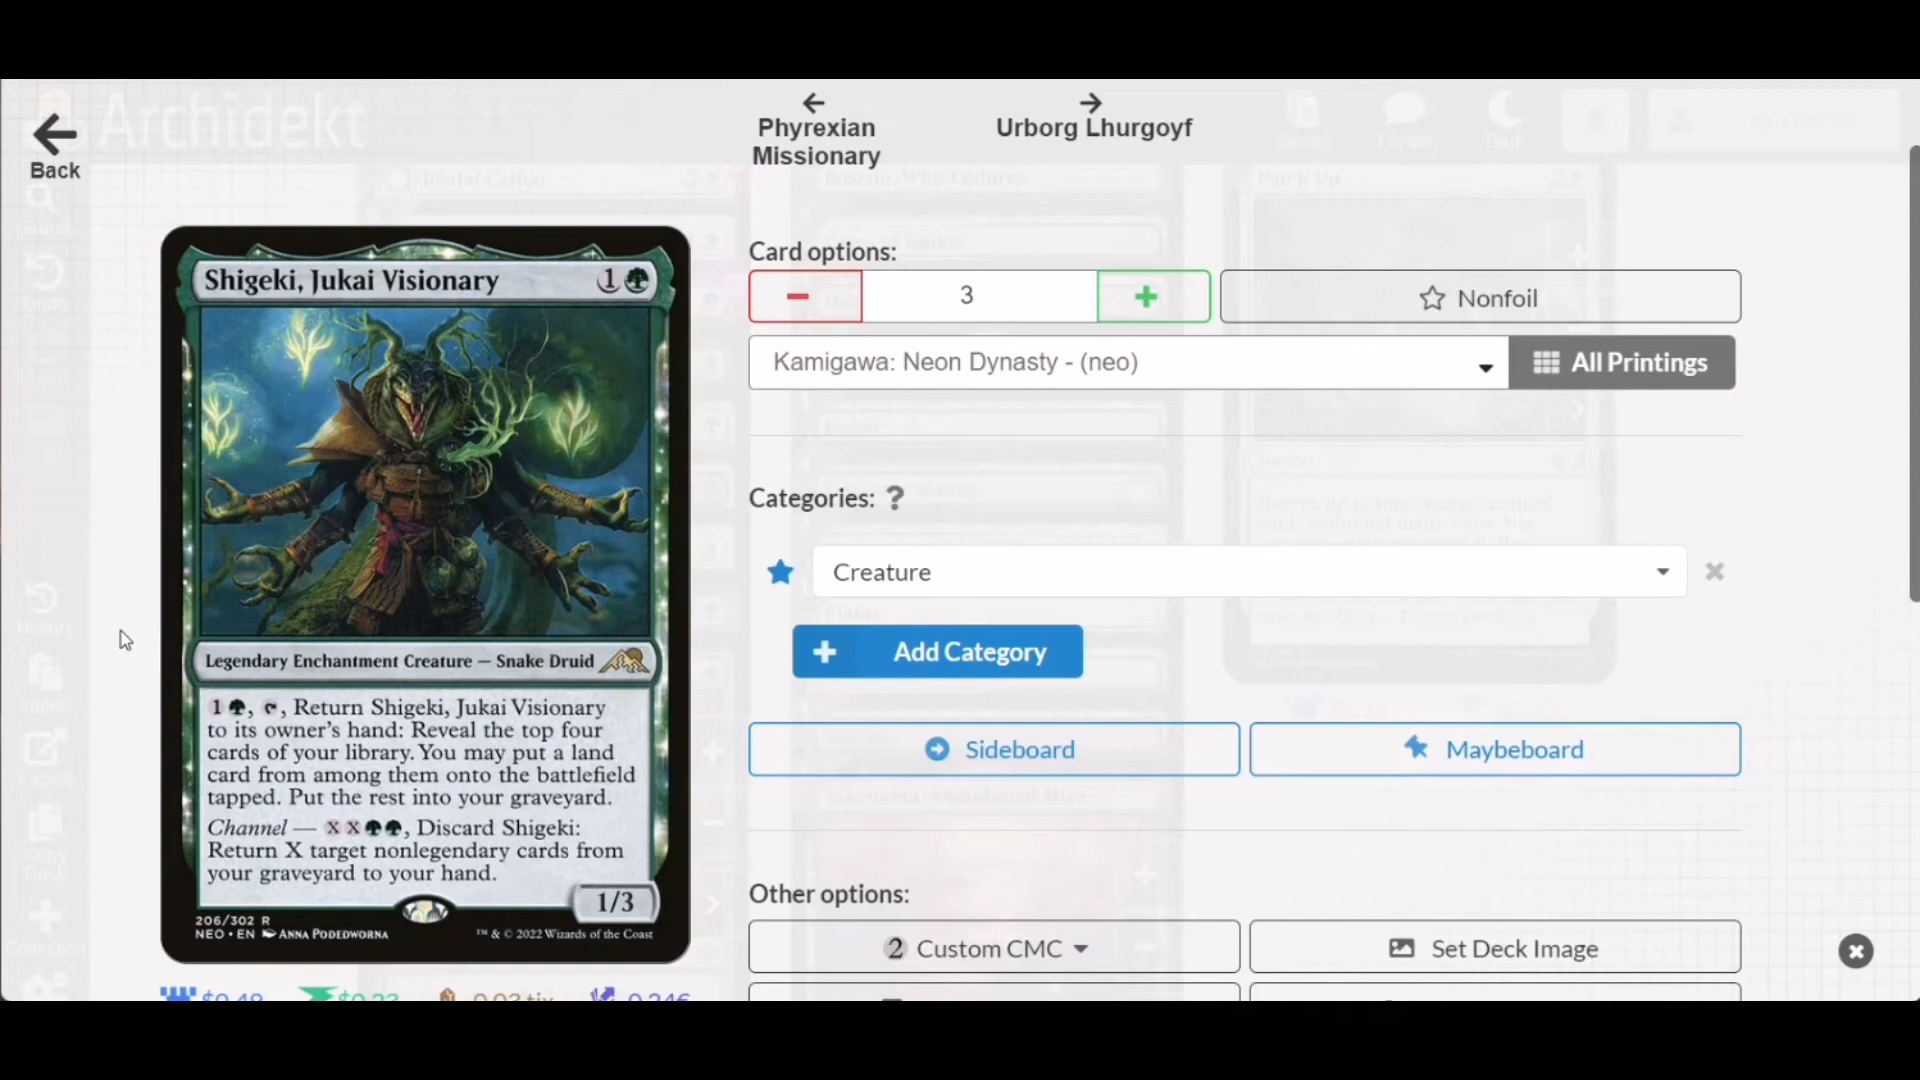 Archidekt
Back
Phyrexian
Missionary
Urborg Lhurgoyf
Shigeki, Jukai Visionary 1
Legendary Enchantment Creature — Snake Druid
1 , , Return Shigeki, Jukai Visionary
to its owner's hand: Reveal the top four
cards of your library. You may put a land
card from among them onto the battlefield
tapped. Put the rest into your graveyard.
Channel — X X , Discard Shigeki:
Return X target nonlegendary cards from
your graveyard to your hand.
1/3
206/302 R
NEO • EN ANNA PODEDWORNA
™ & © 2022 Wizards of the Coast
Card options:
3
Nonfoil
Kamigawa: Neon Dynasty - (neo)
All Printings
Categories: ?
Creature
Add Category
Sideboard
Maybeboard
Other options:
2 Custom CMC
Set Deck Image